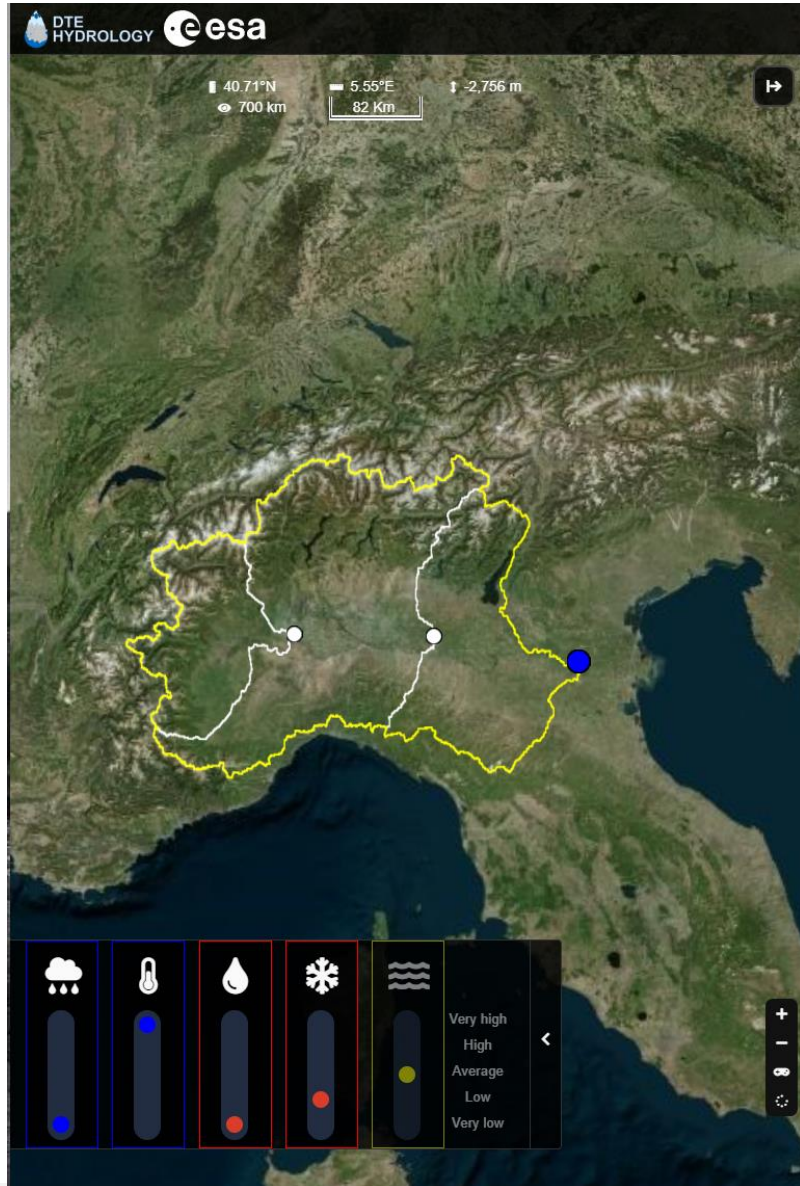 DTE
HYDROLOGY
esa
40.71°N 5.55°E -2,756 m
700 km 82 Km
Very high
High
Average
Low
Very low